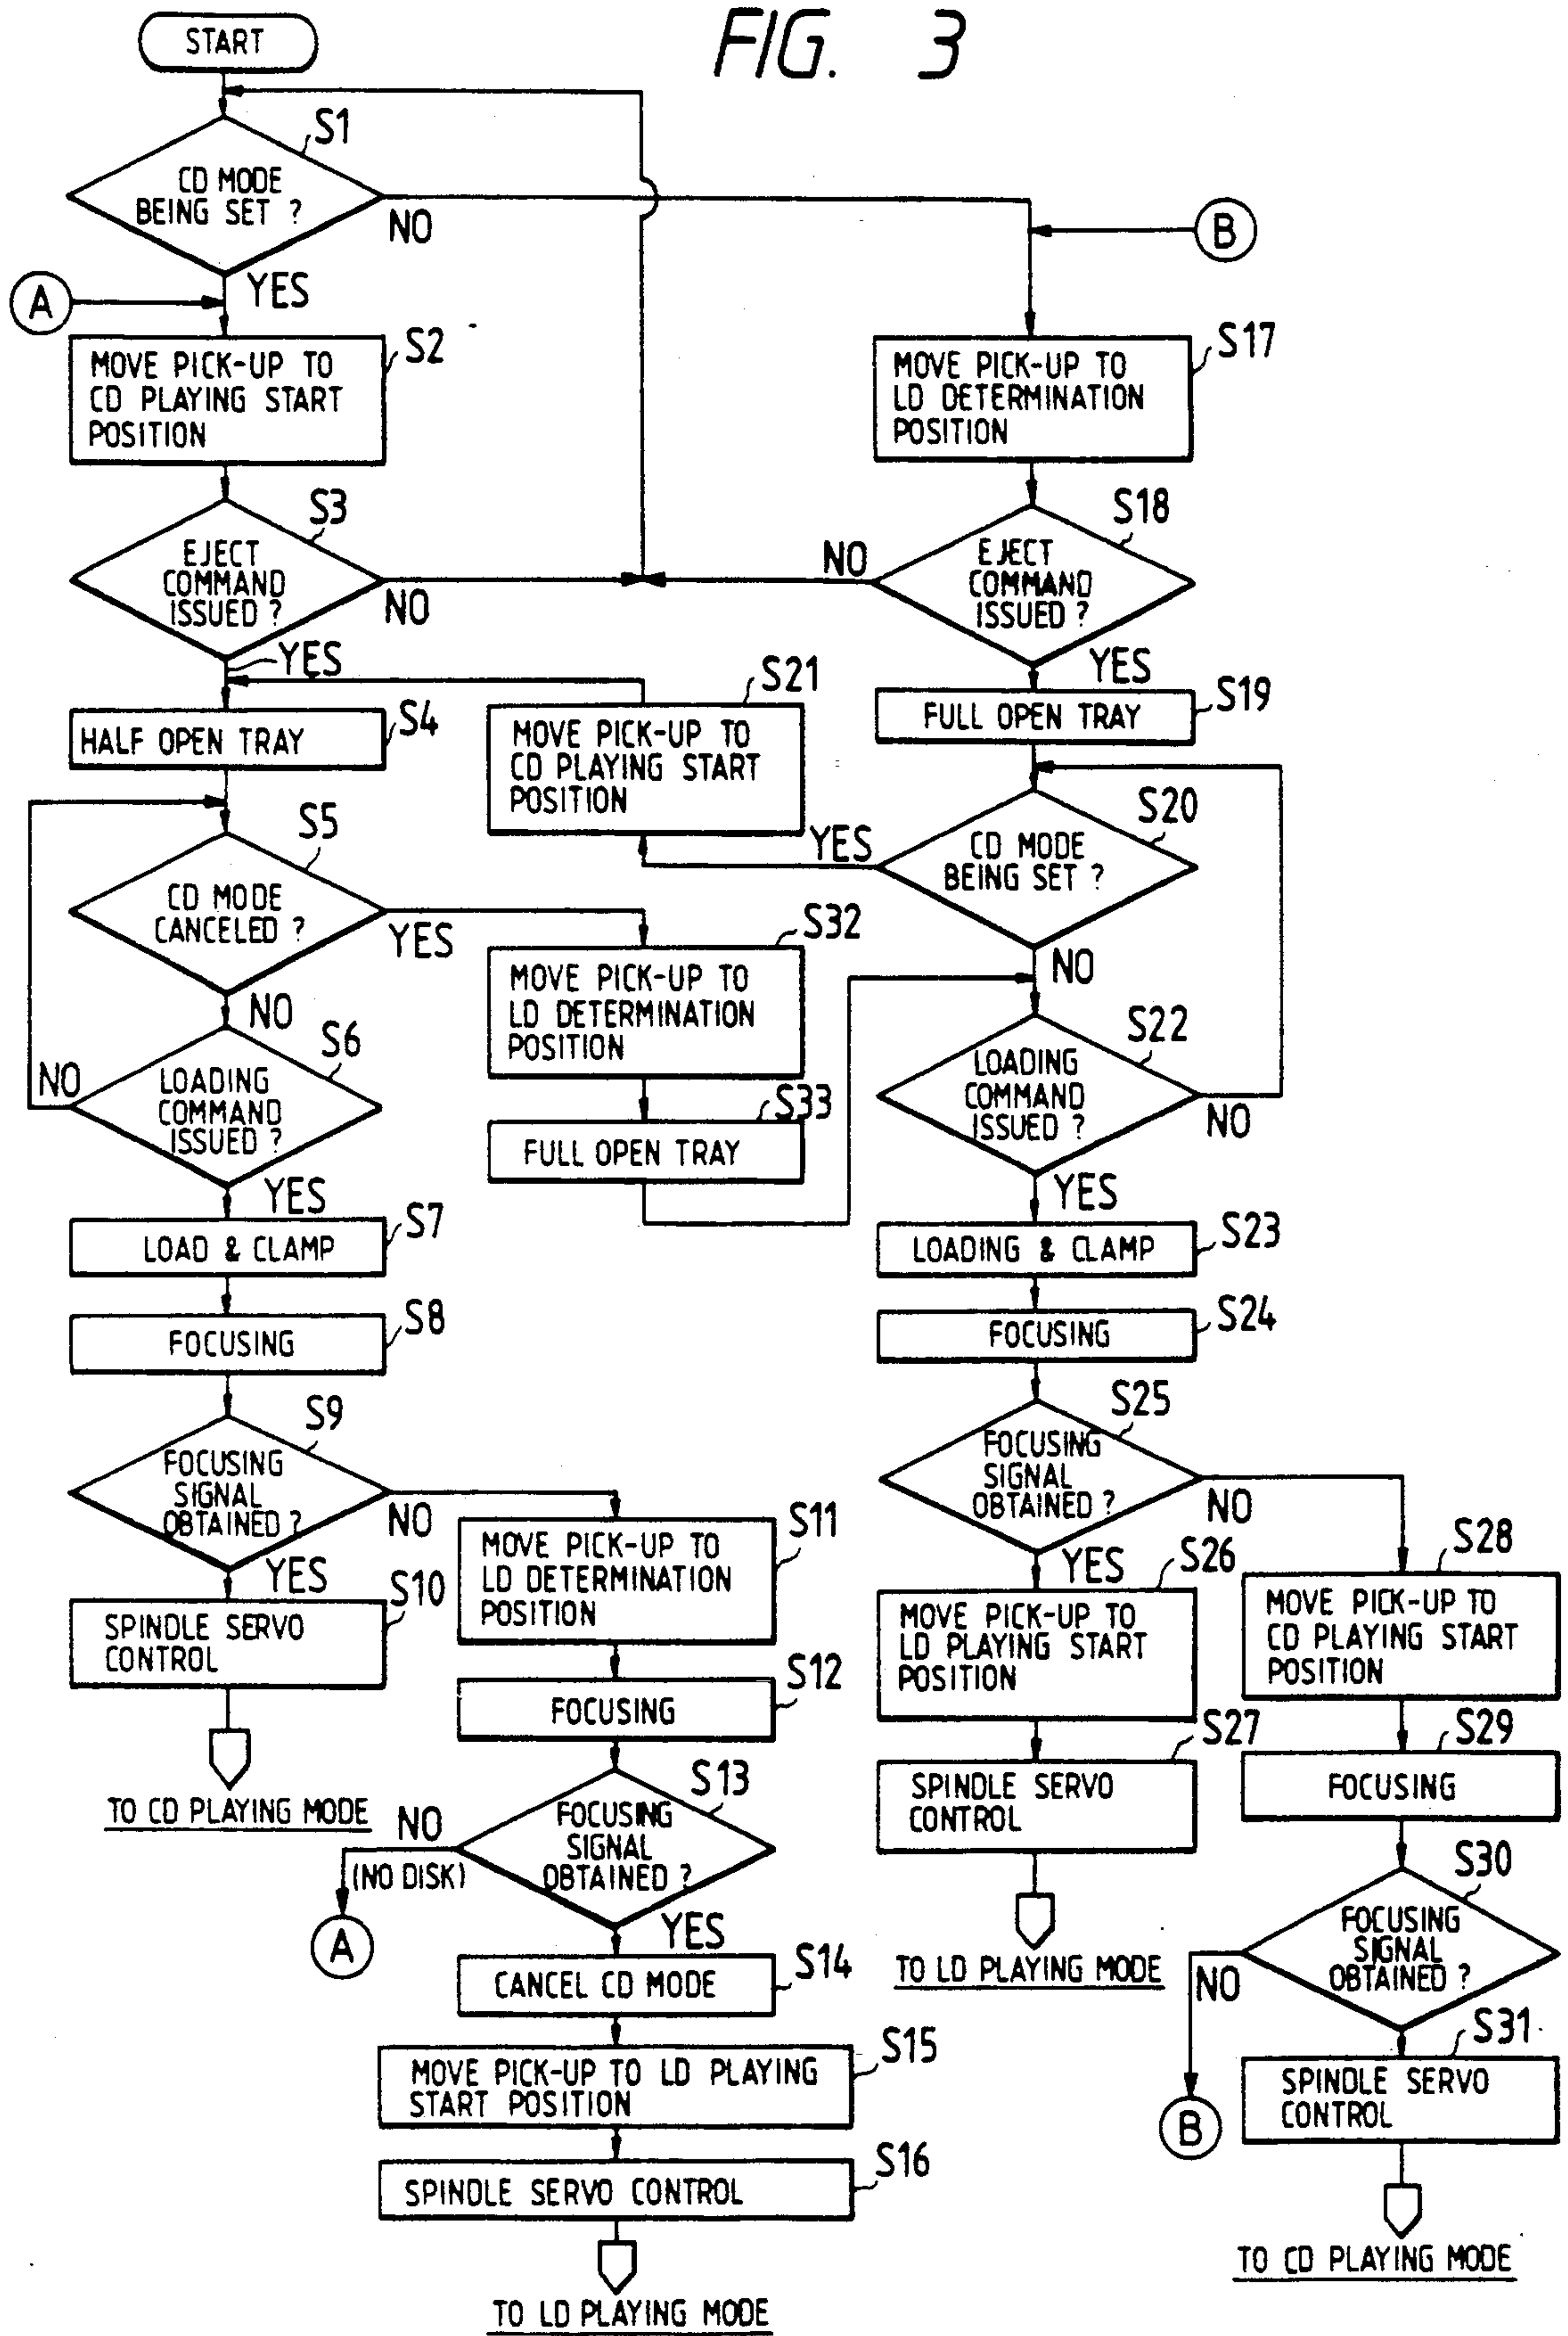 FIG. 3
START
S1
CD MODE
BEING SET ?
NO
YES
A
B
S2
MOVE PICK-UP TO
CD PLAYING START
POSITION
S3
EJECT
COMMAND
ISSUED ?
NO
YES
S4
HALF OPEN TRAY
S5
CD MODE
CANCELED ?
YES
NO
S6
LOADING
COMMAND
ISSUED ?
NO
YES
S7
LOAD & CLAMP
S8
FOCUSING
S9
FOCUSING
SIGNAL
OBTAINED ?
NO
YES
S10
SPINDLE SERVO
CONTROL
TO CD PLAYING MODE
S11
MOVE PICK-UP TO
LD DETERMINATION
POSITION
S12
FOCUSING
S13
FOCUSING
SIGNAL
OBTAINED ?
NO
(NO DISK)
A
YES
S14
CANCEL CD MODE
S15
MOVE PICK-UP TO LD PLAYING
START POSITION
S16
SPINDLE SERVO CONTROL
TO LD PLAYING MODE
S17
MOVE PICK-UP TO
LD DETERMINATION
POSITION
S18
EJECT
COMMAND
ISSUED ?
NO
YES
S19
FULL OPEN TRAY
S20
CD MODE
BEING SET ?
YES
NO
S21
MOVE PICK-UP TO
CD PLAYING START
POSITION
S32
MOVE PICK-UP TO
LD DETERMINATION
POSITION
S33
FULL OPEN TRAY
S22
LOADING
COMMAND
ISSUED ?
NO
YES
S23
LOADING & CLAMP
S24
FOCUSING
S25
FOCUSING
SIGNAL
OBTAINED ?
NO
YES
S26
MOVE PICK-UP TO
LD PLAYING START
POSITION
S27
SPINDLE SERVO
CONTROL
TO LD PLAYING MODE
S28
MOVE PICK-UP TO
CD PLAYING START
POSITION
S29
FOCUSING
S30
FOCUSING
SIGNAL
OBTAINED ?
NO
B
S31
SPINDLE SERVO
CONTROL
TO CD PLAYING MODE